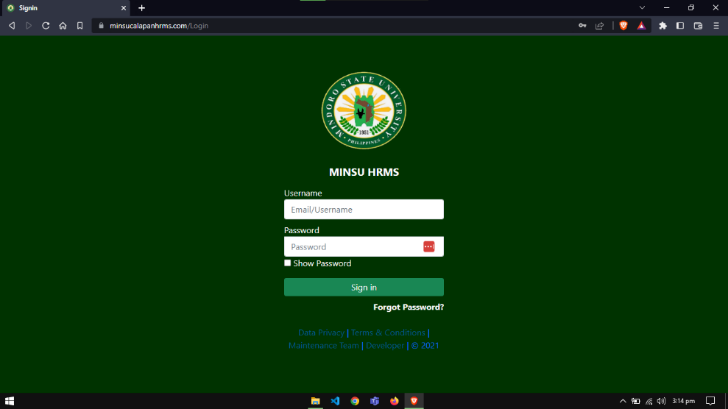 Signin
minsucalapanhrms.com/Login
MINDORO STATE UNIVERSITY
1951
• PHILIPPINES •
MINSU HRMS
Username
Email/Username
Password
Password
Show Password
Sign in
Forgot Password?
Data Privacy | Terms & Conditions |
Maintenance Team | Developer | © 2021
3:14 pm